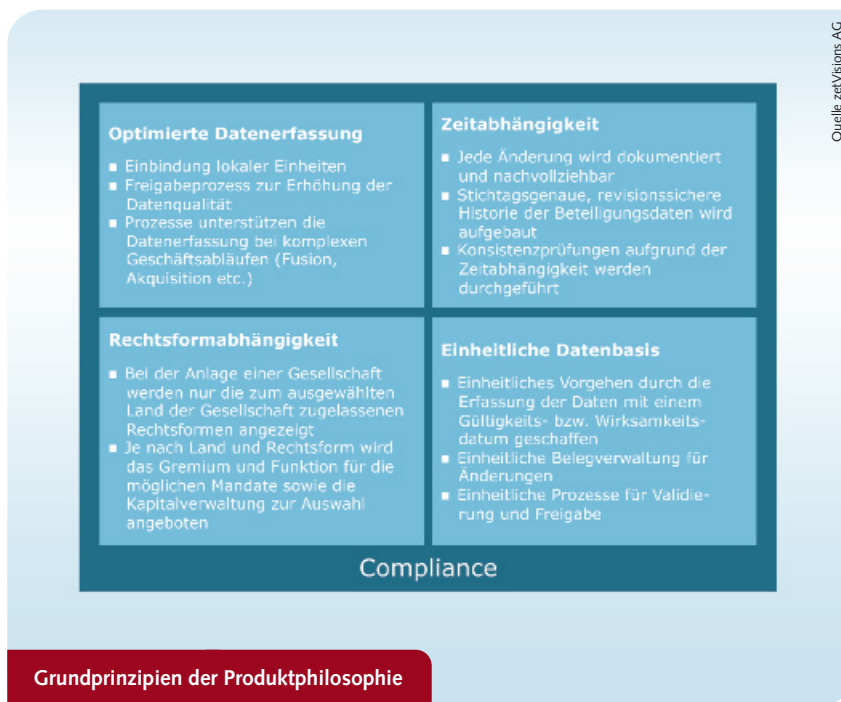 Quelle zetVisions AG
Optimierte Datenerfassung
Einbindung lokaler Einheiten
Freigabeprozess zur Erhöhung der
Datenqualität
Prozesse unterstützen die
Datenerfassung bei komplexen
Geschäftsabläufen (Fusion,
Akquisition etc.)
Zeitabhängigkeit
Jede Änderung wird dokumentiert
und nachvollziehbar
Stichtagsgenaue, revisionssichere
Historie der Beteiligungsdaten wird
aufgebaut
Konsistenzprüfungen aufgrund der
Zeitabhängigkeit werden
durchgeführt
Rechtsformabhängigkeit
Bei der Anlage einer Gesellschaft
werden nur die zum ausgewählten
Land der Gesellschaft zugelassenen
Rechtsformen angezeigt
Je nach Land und Rechtsform wird
das Gremium und Funktion für die
möglichen Mandate sowie die
Kapitalverwaltung zur Auswahl
angeboten
Einheitliche Datenbasis
Einheitliches Vorgehen durch die
Erfassung der Daten mit einem
Gültigkeits- bzw. Wirksamkeits-
datum geschaffen
Einheitliche Belegverwaltung für
Änderungen
Einheitliche Prozesse für Validie-
rung und Freigabe
Compliance
Grundprinzipien der Produktphilosophie